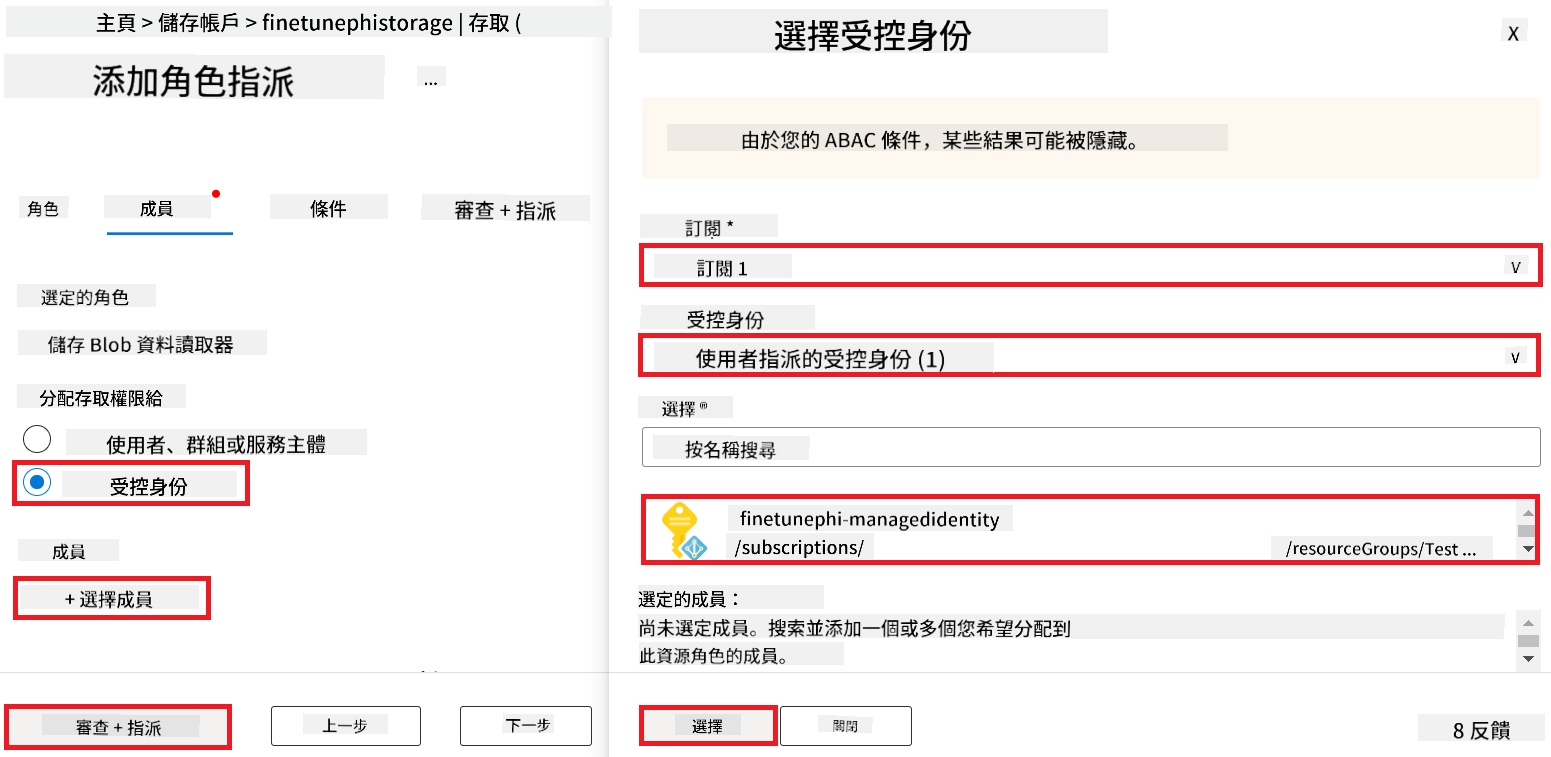 主頁 > 儲存帳戶 > finetunephistorage | 存取 (
添加角色指派
...
角色
成員
條件
審查 + 指派
選定的角色
儲存 Blob 資料讀取器
分配存取權限給
使用者、群組或服務主體
受控身份
成員
+ 選擇成員
審查 + 指派
上一步
下一步
選擇受控身份
X
由於您的 ABAC 條件，某些結果可能被隱藏。
訂閱 *
訂閱 1
V
受控身份
使用者指派的受控身份 (1)
V
選擇 ®
按名稱搜尋
finetunephi-managedidentity
/subscriptions/ /resourceGroups/Test ...
選定的成員：
尚未選定成員。搜索並添加一個或多個您希望分配到
此資源角色的成員。
選擇
關閉
8 反饋